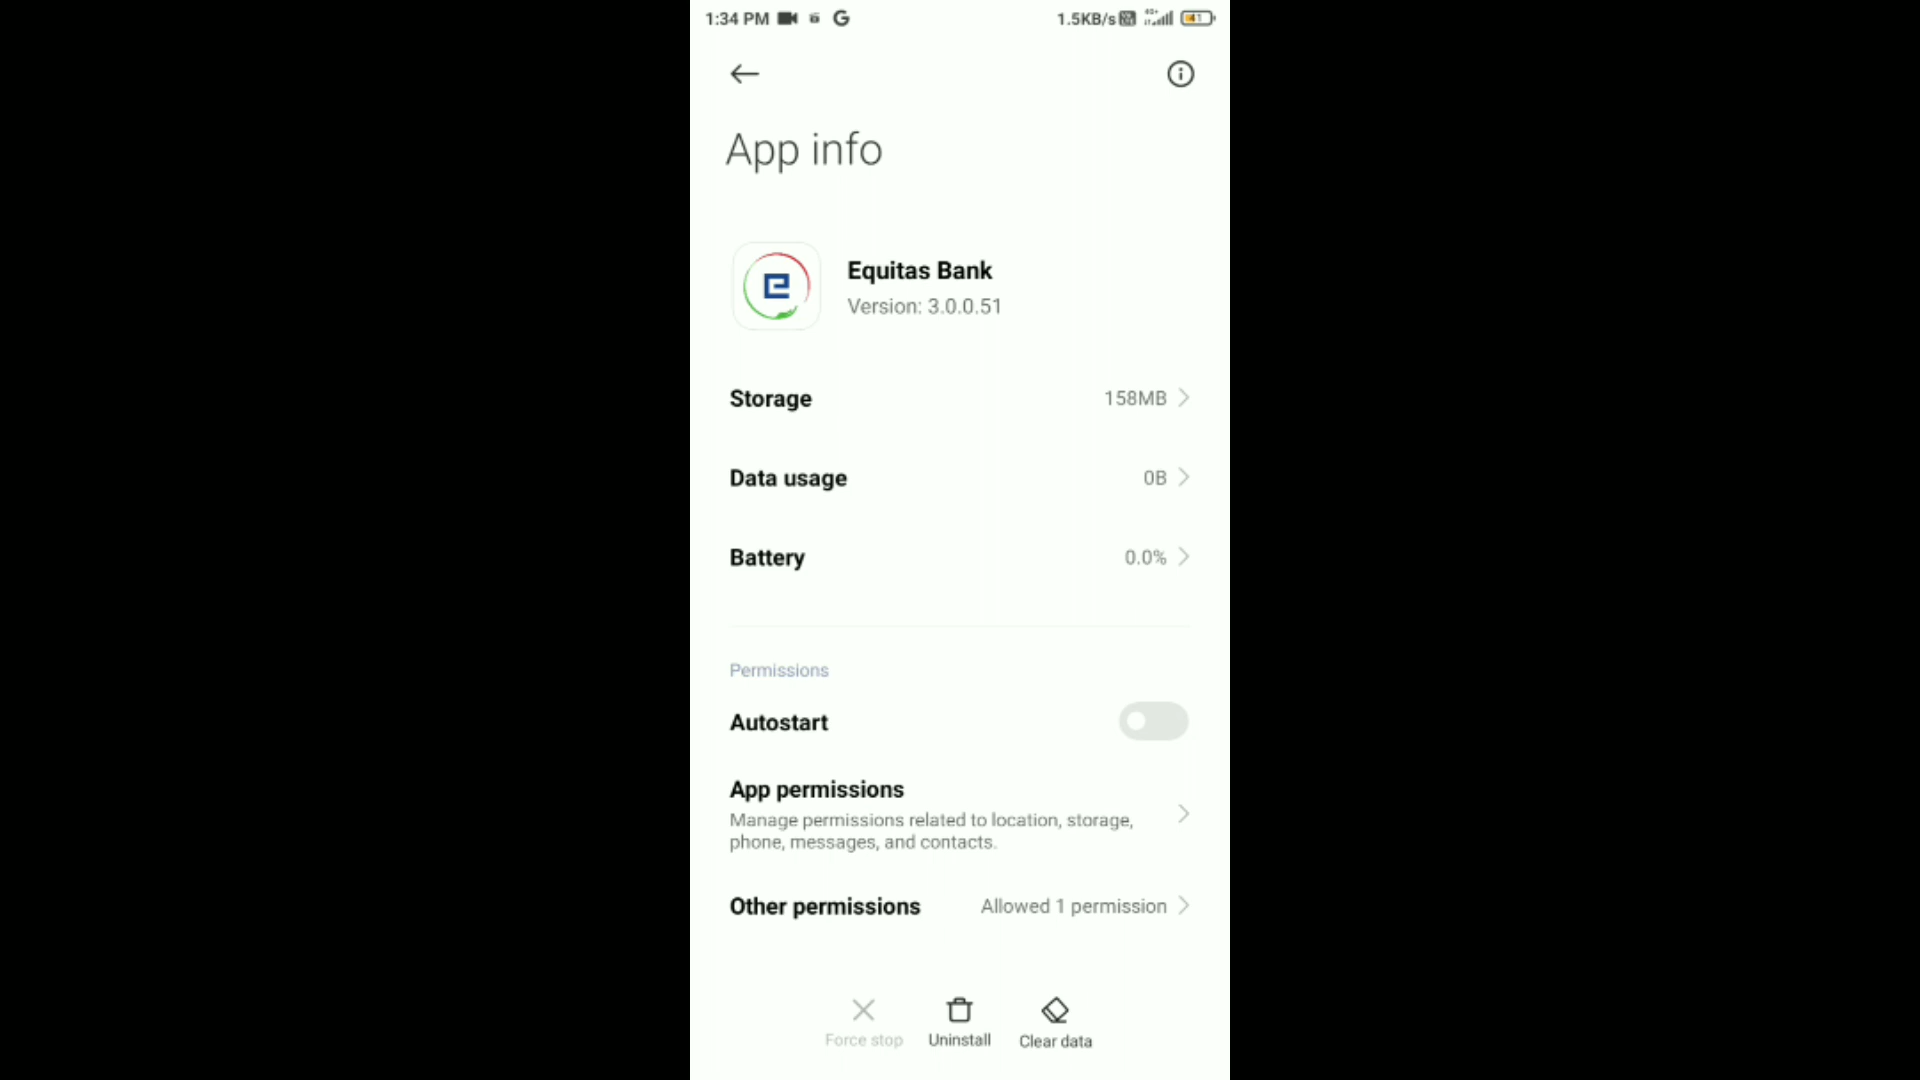 1:34 PM
1.5KB/s
App info
Equitas Bank
Version: 3.0.0.51
Storage 158MB
Data usage 0B
Battery 0.0%
Permissions
Autostart
App permissions
Manage permissions related to location, storage,
phone, messages, and contacts.
Other permissions Allowed 1 permission
Force stop Uninstall Clear data